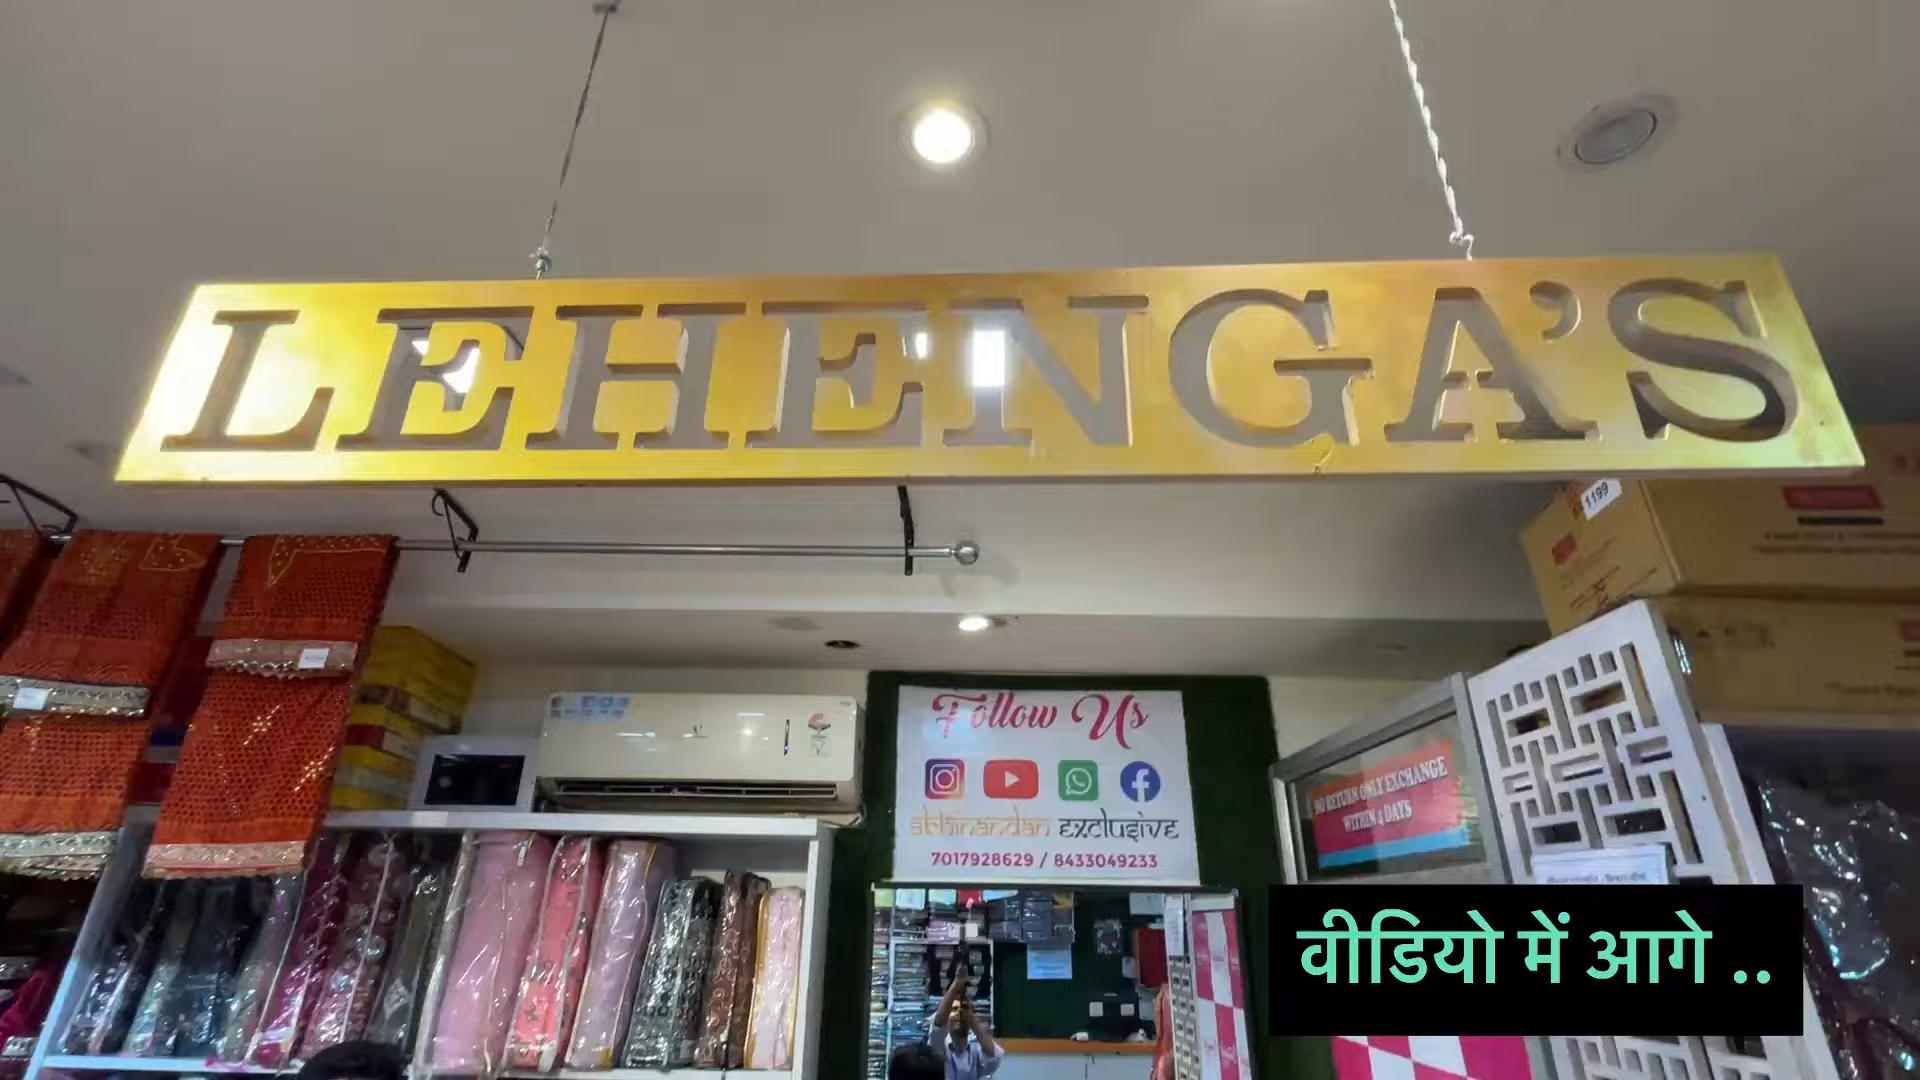 LEHENGA'S
1199
Follow Us
abhinandan exclusive
7017928629 / 8433049233
NO RETURN ONLY EXCHANGE
WITHIN 4 DAYS
वीडियो में आगे ..